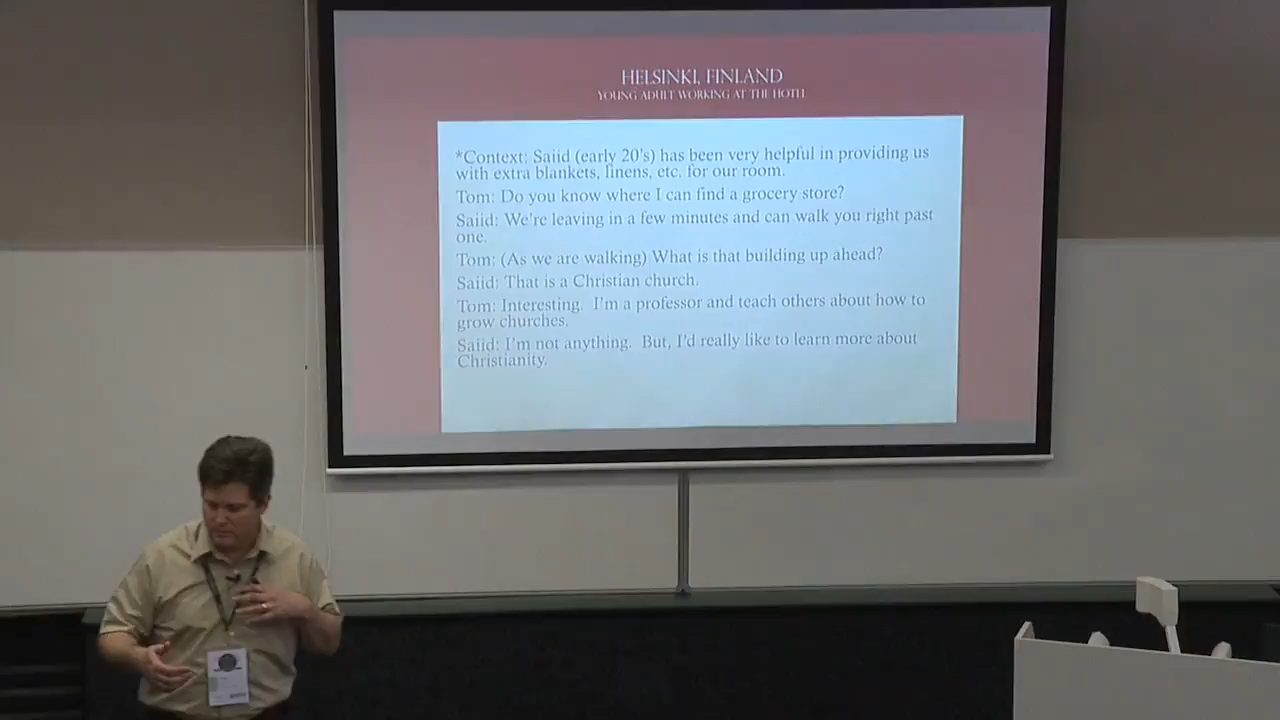 HELSINKI, FINLAND
YOUNG ADULT WORKING AT THE HOTEL
*Context: Saiid (early 20's) has been very helpful in providing us
with extra blankets, linens, etc. for our room.
Tom: Do you know where I can find a grocery store?
Saiid: We're leaving in a few minutes and can walk you right past
one.
Tom: (As we are walking) What is that building up ahead?
Saiid: That is a Christian church.
Tom: Interesting. I'm a professor and teach others about how to
grow churches.
Saiid: I'm not anything. But, I'd really like to learn more about
Christianity.